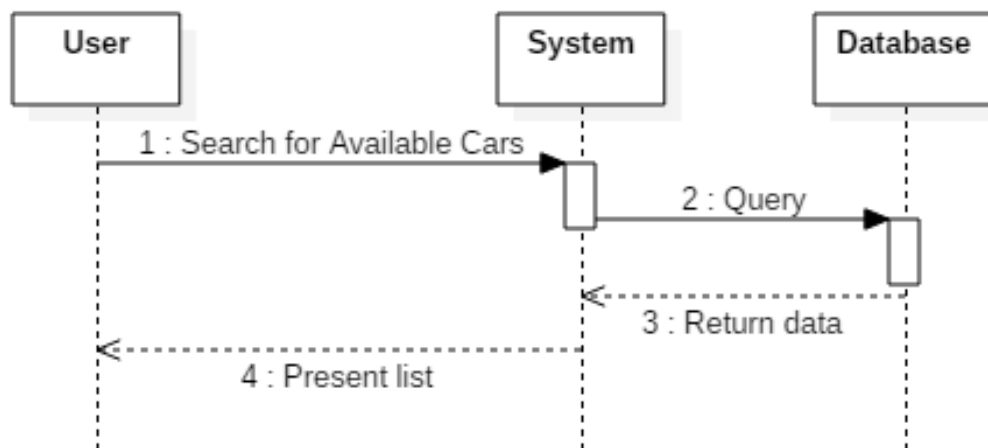 User
System
Database
1 : Search for Available Cars
2 : Query
3 : Return data
4 : Present list